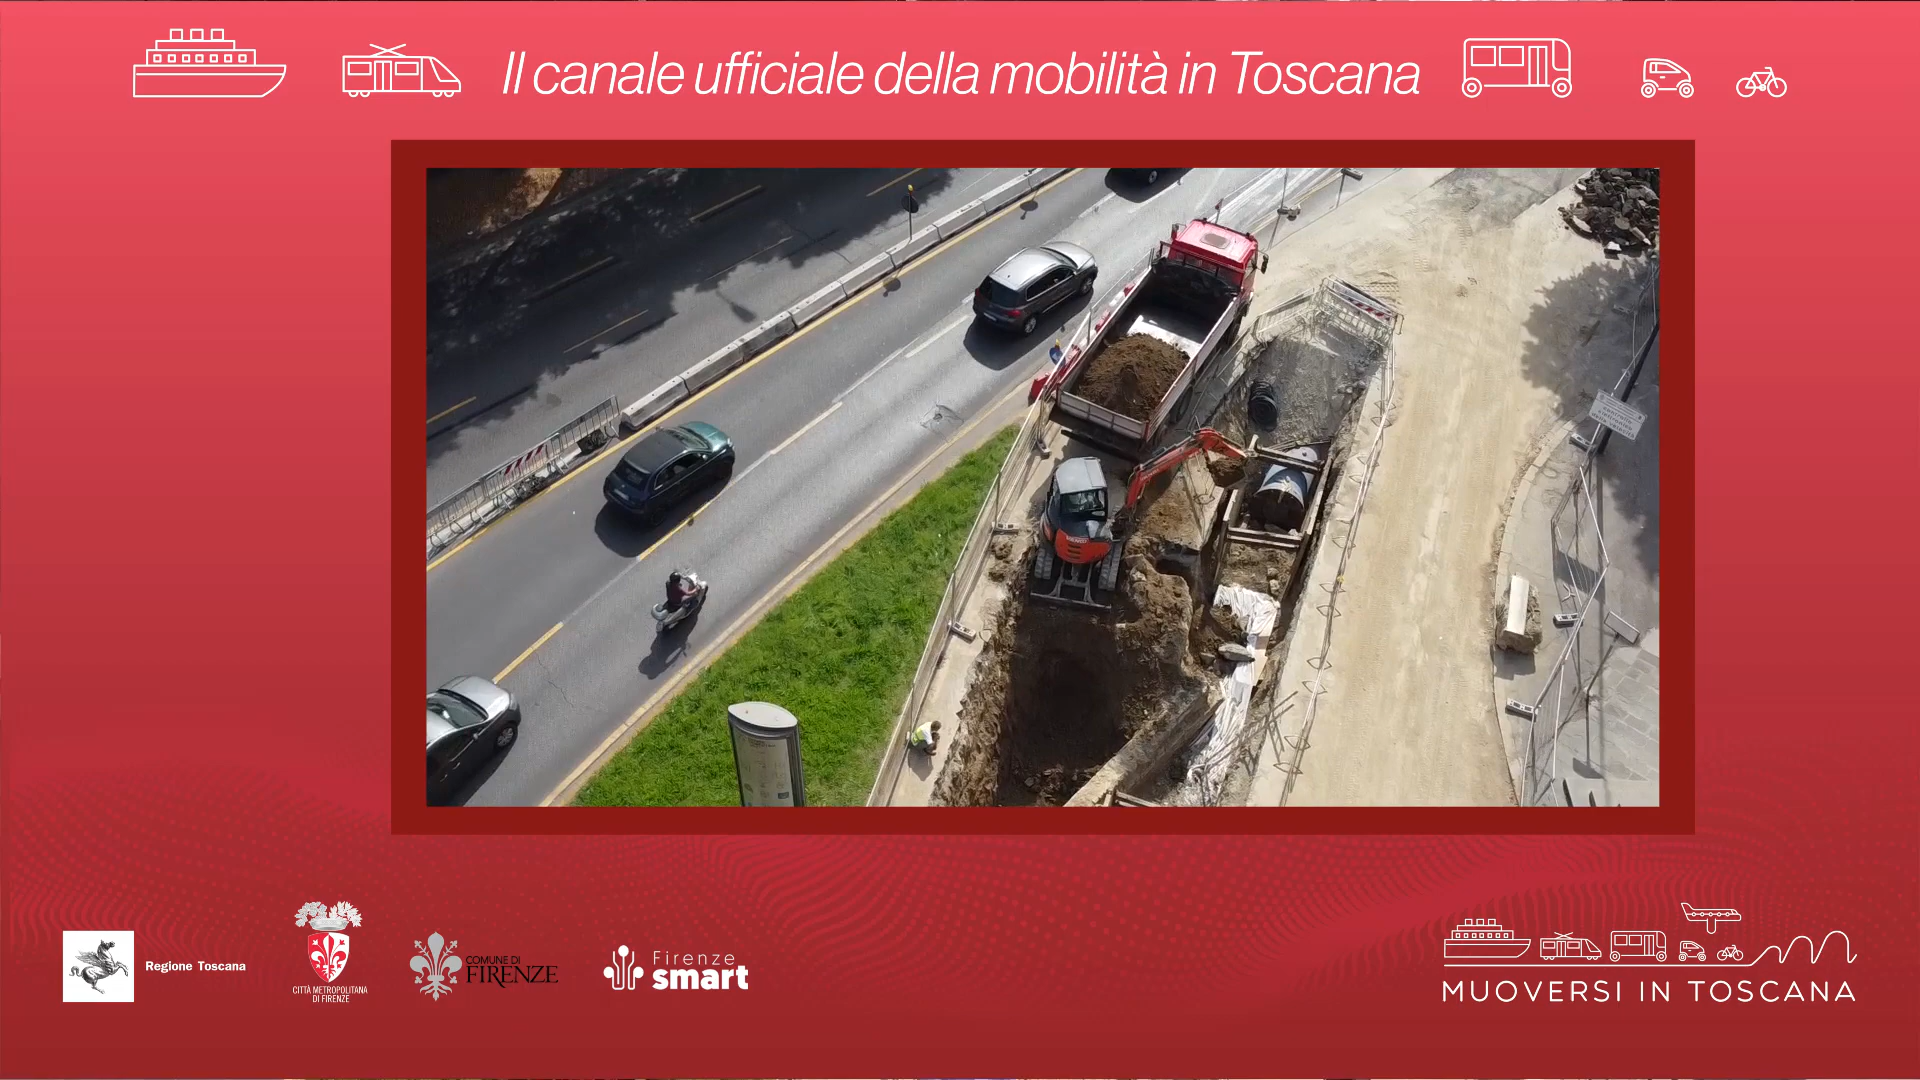 Il canale ufficiale della mobilità in Toscana
Regione Toscana
CITTÀ METROPOLITANA
DI FIRENZE
COMUNE DI
FIRENZE
Firenze
smart
MUOVERSI IN TOSCANA